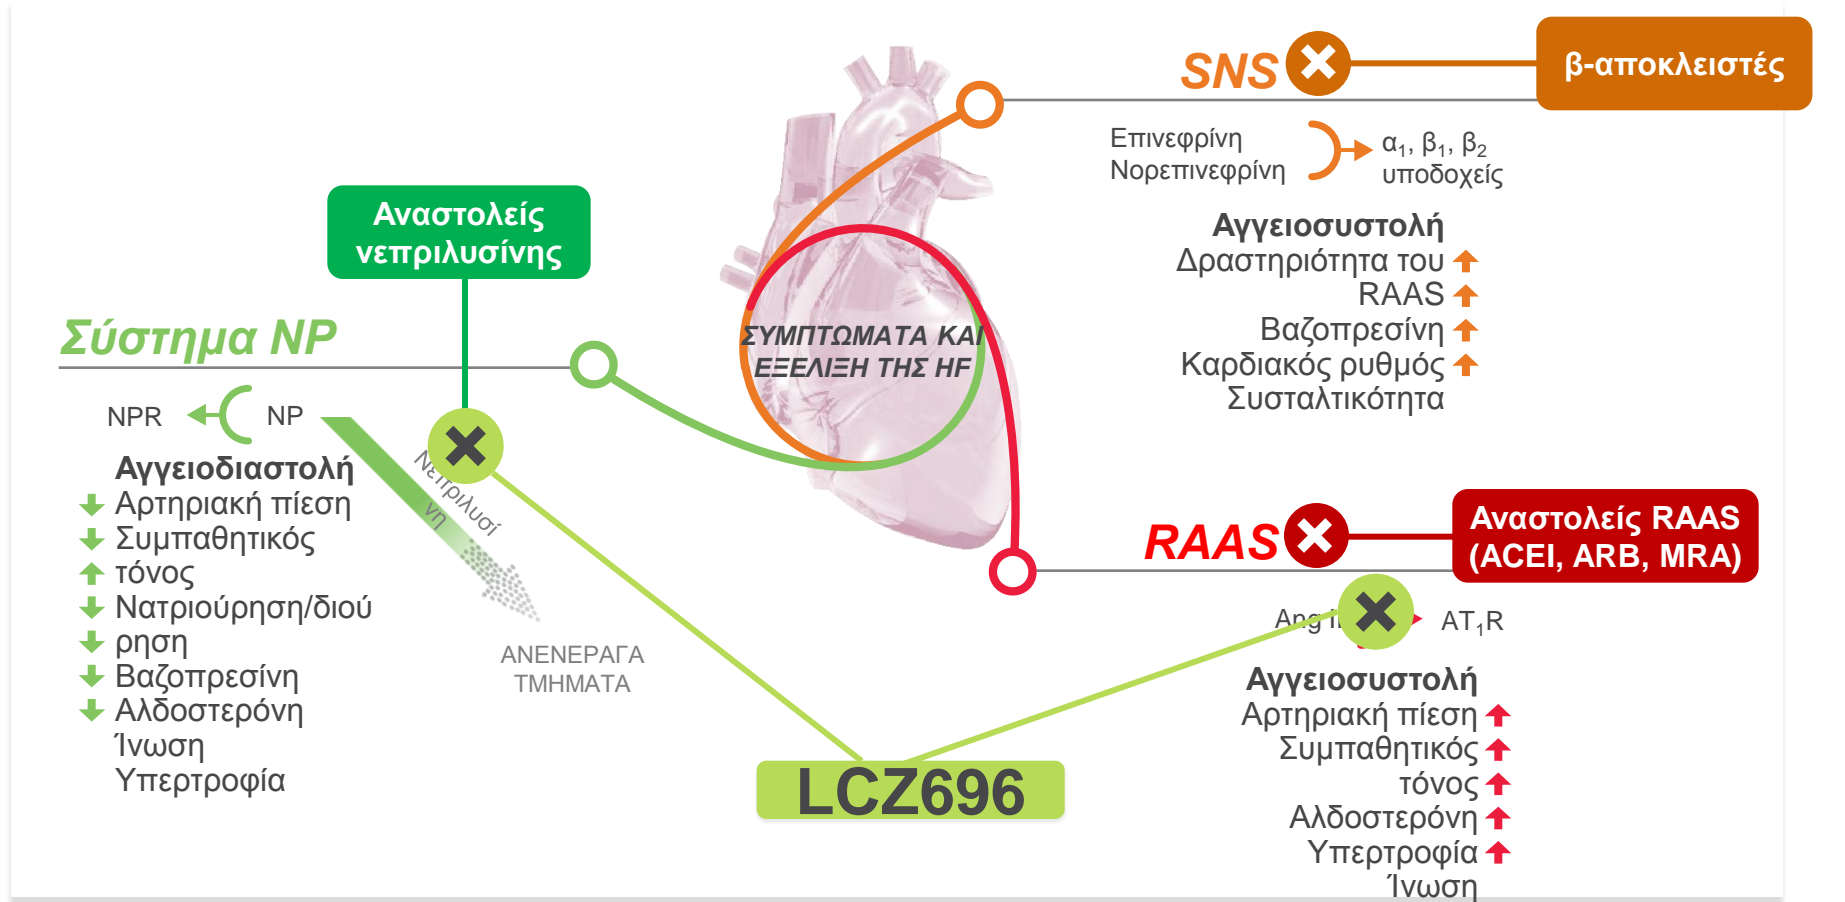 SNS
β-αποκλειστές
Επινεφρίνη
Νορεπινεφρίνη
α1, β1, β2
υποδοχείς
Αγγειοσυστολή
Δραστηριότητα του
RAAS
Βαζοπρεσίνη
Καρδιακός ρυθμός
Συσταλτικότητα
Αναστολείς
νεπριλυσίνης
Σύστημα NP
ΣΥΜΠΤΩΜΑΤΑ ΚΑΙ
ΕΞΕΛΙΞΗ ΤΗΣ HF
NPR
NP
Νεπριλυσί
νη
Αγγειοδιαστολή
Αρτηριακή πίεση
Συμπαθητικός
τόνος
Νατριούρηση/διού
ρηση
Βαζοπρεσίνη
Αλδοστερόνη
Ίνωση
Υπερτροφία
ΑΝΕΝΕΡΑΓΑ
ΤΜΗΜΑΤΑ
RAAS
Αναστολείς RAAS
(ACEI, ARB, MRA)
Ang II
AT1R
Αγγειοσυστολή
Αρτηριακή πίεση
Συμπαθητικός
τόνος
Αλδοστερόνη
Υπερτροφία
Ίνωση
LCZ696